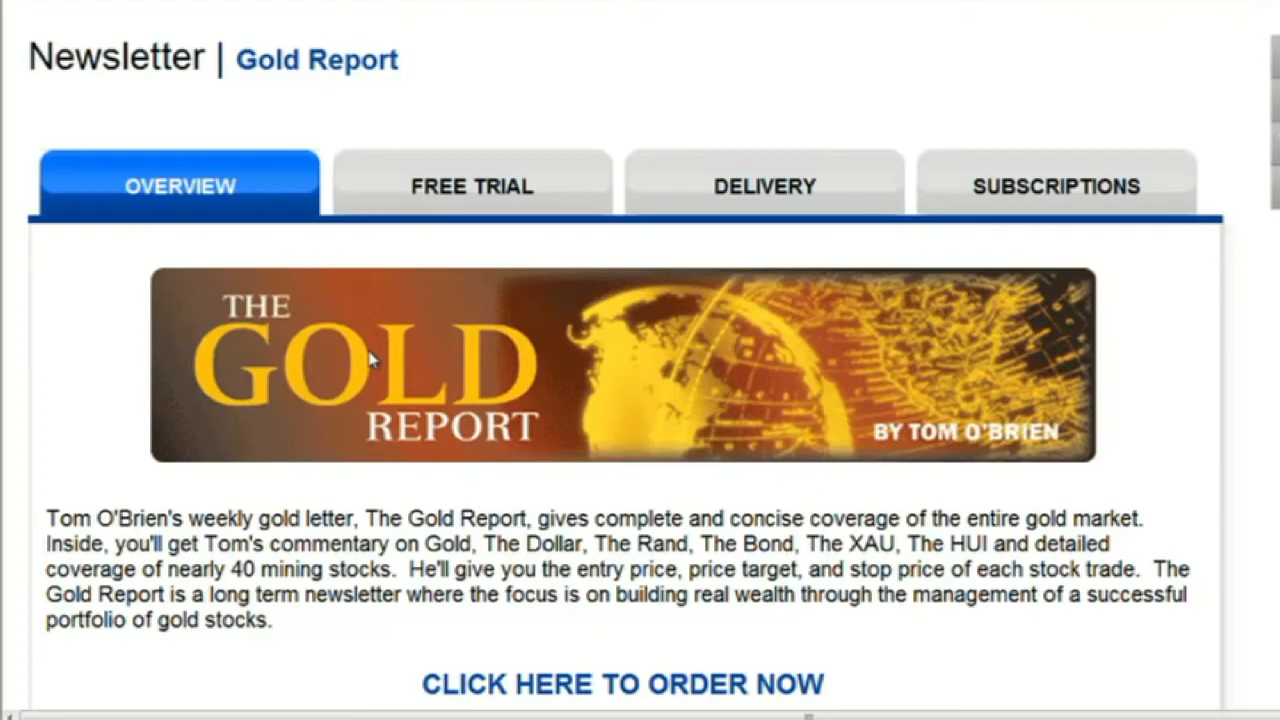 Newsletter | Gold Report
OVERVIEW
FREE TRIAL
DELIVERY
SUBSCRIPTIONS
THE
GOLD
REPORT
BY TOM O'BRIEN
Tom O'Brien's weekly gold letter, The Gold Report, gives complete and concise coverage of the entire gold market.
Inside, you'll get Tom's commentary on Gold, The Dollar, The Rand, The Bond, The XAU, The HUI and detailed
coverage of nearly 40 mining stocks.  He'll give you the entry price, price target, and stop price of each stock trade.  The
Gold Report is a long term newsletter where the focus is on building real wealth through the management of a successful
portfolio of gold stocks.
CLICK HERE TO ORDER NOW